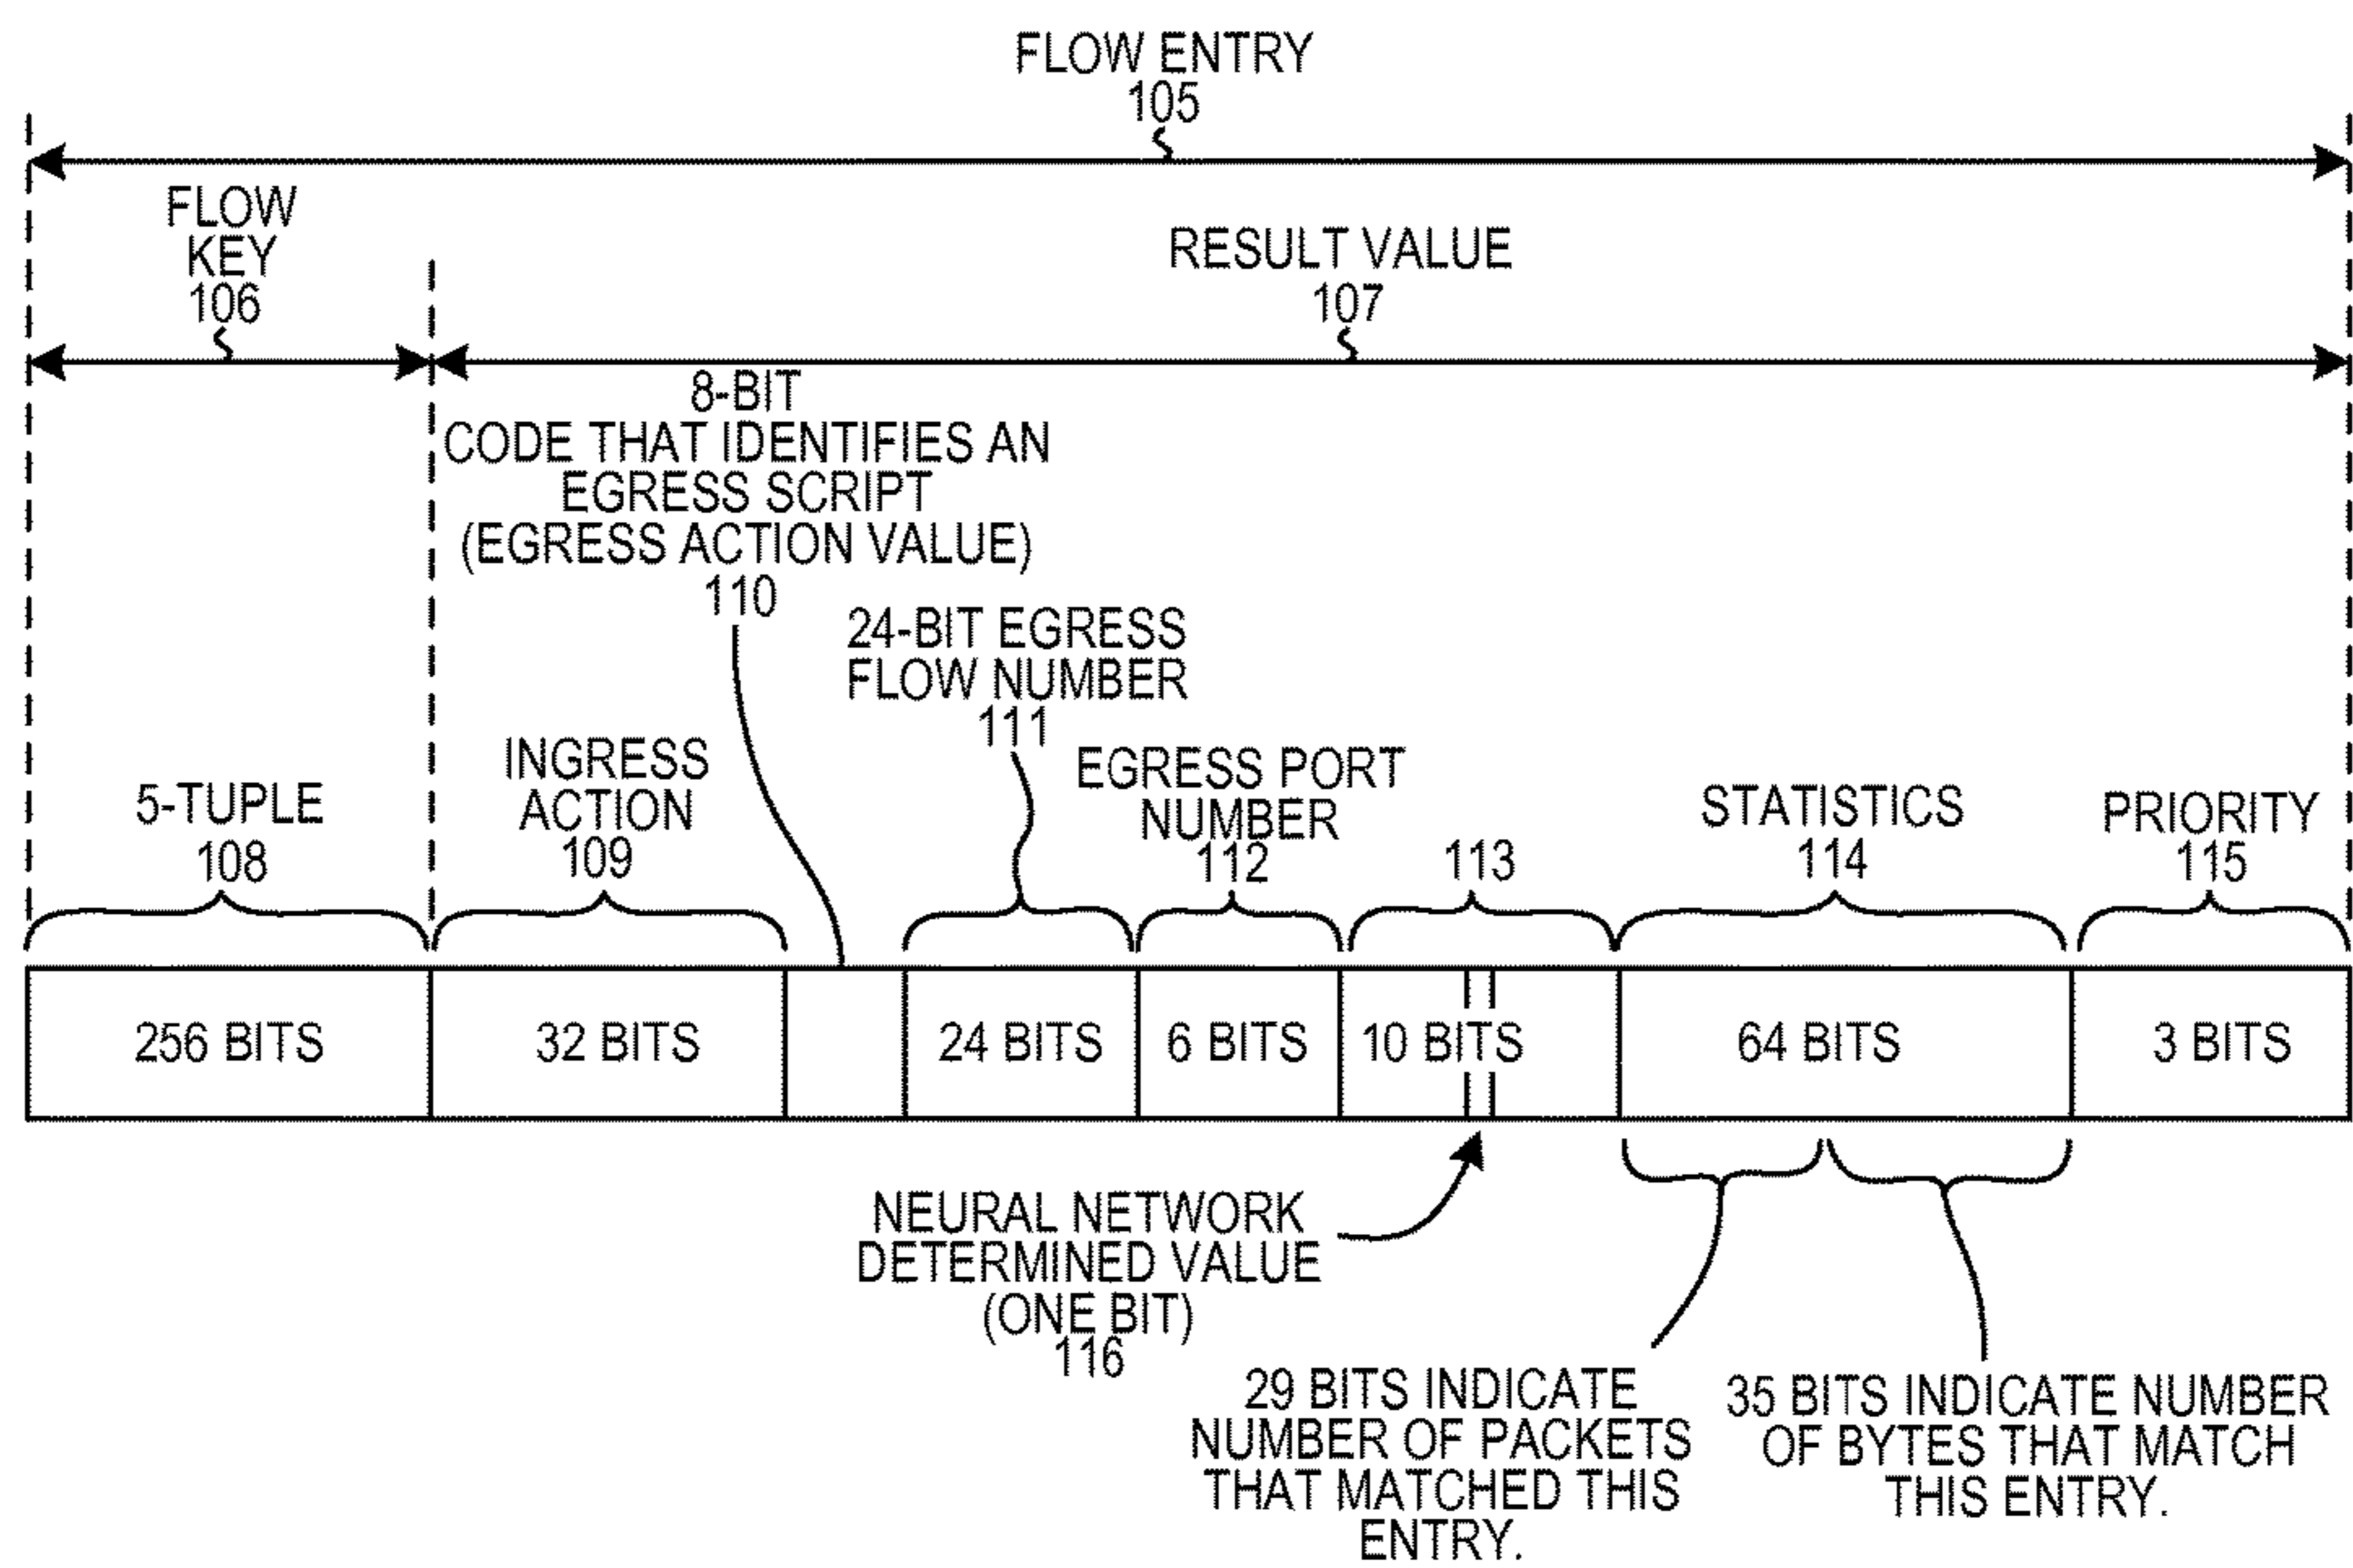 FLOW ENTRY
105
FLOW
KEY
106
RESULT VALUE
107
8-BIT
CODE THAT IDENTIFIES AN
EGRESS SCRIPT
(EGRESS ACTION VALUE)
110
24-BIT EGRESS
FLOW NUMBER
111
5-TUPLE
108
INGRESS
ACTION
109
EGRESS PORT
NUMBER
112
113
STATISTICS
114
PRIORITY
115
256 BITS
32 BITS
24 BITS
6 BITS
10 BITS
64 BITS
3 BITS
NEURAL NETWORK
DETERMINED VALUE
(ONE BIT)
116
29 BITS INDICATE
NUMBER OF PACKETS
THAT MATCHED THIS
ENTRY.
35 BITS INDICATE NUMBER
OF BYTES THAT MATCH
THIS ENTRY.